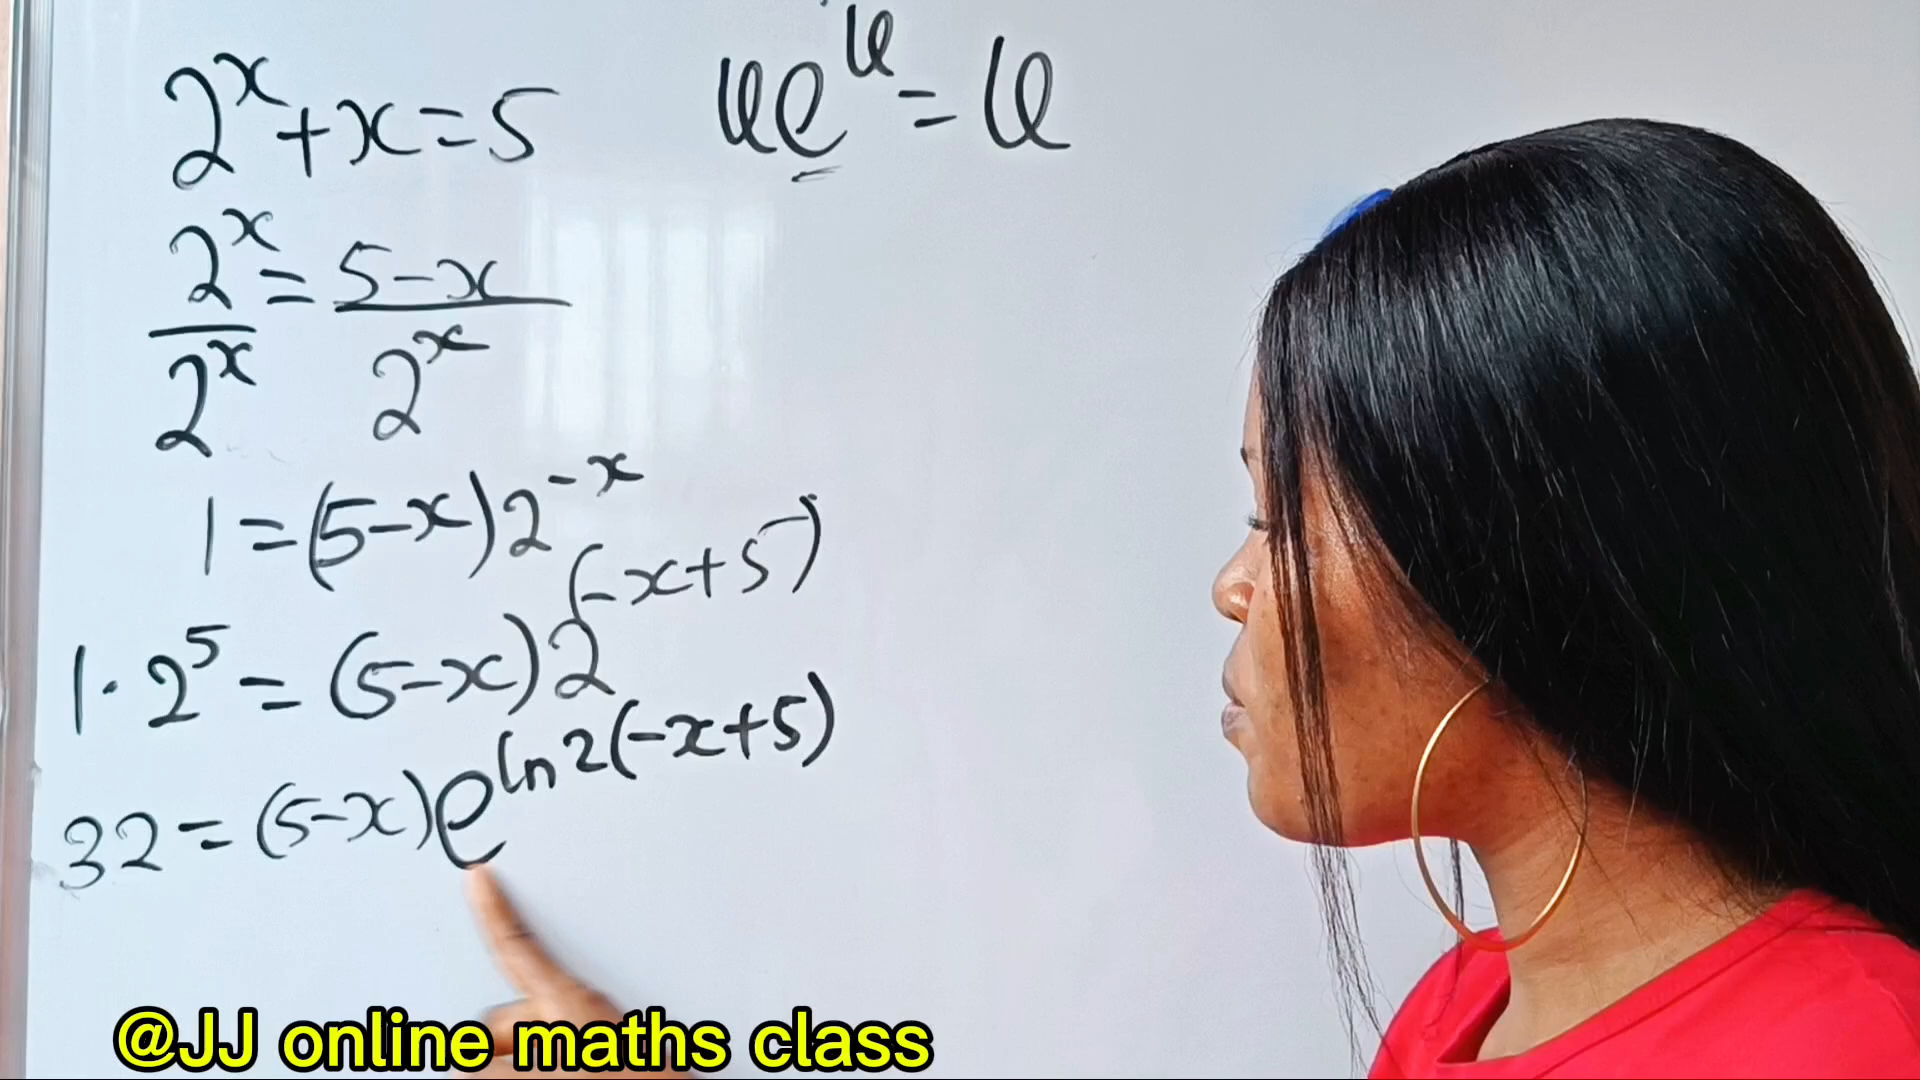 2^x + x = 5
ue^u = u
2^x/2^x = 5-x/2^x
1 = (5-x)2^-x
1·2^5 = (5-x)2^(-x+5)
32 = (5-x)e^ln2(-x+5)
@JJ online maths class